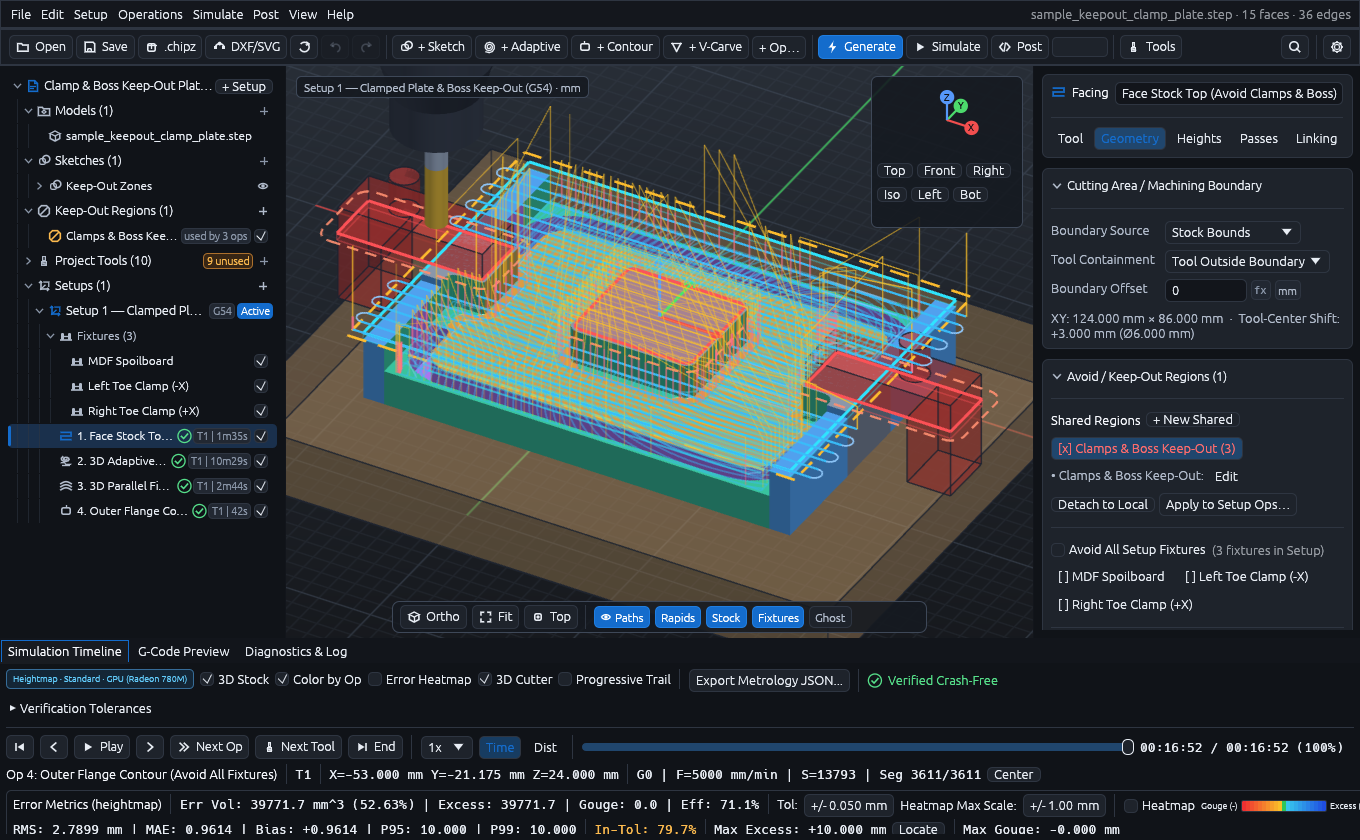 File Edit Setup Operations Simulate Post View Help
sample_keepout_clamp_plate.step · 15 faces · 36 edges
Open Save .chipz DXF/SVG + Sketch + Adaptive + Contour + V-Carve + Op… Generate Simulate Post Tools
Clamp & Boss Keep-Out Plat… + Setup
Models (1) +
sample_keepout_clamp_plate.step
Sketches (1) +
Keep-Out Zones
Keep-Out Regions (1) +
Clamps & Boss Kee… used by 3 ops
Project Tools (10) 9 unused +
Setups (1) +
Setup 1 — Clamped Pl… G54 Active
Fixtures (3)
MDF Spoilboard
Left Toe Clamp (-X)
Right Toe Clamp (+X)
1. Face Stock To… T1 | 1m35s
2. 3D Adaptive… T1 | 10m29s
3. 3D Parallel Fi… T1 | 2m44s
4. Outer Flange Co… T1 | 42s
Setup 1 — Clamped Plate & Boss Keep-Out (G54) · mm
Z
Y
X
Top Front Right
Iso Left Bot
Ortho Fit Top Paths Rapids Stock Fixtures Ghost
Facing Face Stock Top (Avoid Clamps & Boss)
Tool Geometry Heights Passes Linking
Cutting Area / Machining Boundary
Boundary Source Stock Bounds
Tool Containment Tool Outside Boundary
Boundary Offset 0 fx mm
XY: 124.000 mm × 86.000 mm · Tool-Center Shift:
+3.000 mm (Ø6.000 mm)
Avoid / Keep-Out Regions (1)
Shared Regions + New Shared
[x] Clamps & Boss Keep-Out (3)
• Clamps & Boss Keep-Out: Edit
Detach to Local Apply to Setup Ops…
Avoid All Setup Fixtures (3 fixtures in Setup)
[ ] MDF Spoilboard [ ] Left Toe Clamp (-X)
[ ] Right Toe Clamp (+X)
Simulation Timeline G-Code Preview Diagnostics & Log
Heightmap · Standard · GPU (Radeon 780M) 3D Stock Color by Op Error Heatmap 3D Cutter Progressive Trail Export Metrology JSON… Verified Crash-Free
Verification Tolerances
Play Next Op Next Tool End 1x Time Dist 00:16:52 / 00:16:52 (100%)
Op 4: Outer Flange Contour (Avoid All Fixtures) T1 X=-53.000 mm Y=-21.175 mm Z=24.000 mm G0 | F=5000 mm/min | S=13793 | Seg 3611/3611 Center
Error Metrics (heightmap) Err Vol: 39771.7 mm^3 (52.63%) | Excess: 39771.7 | Gouge: 0.0 | Eff: 71.1% Tol: +/-0.050 mm Heatmap Max Scale: +/-1.00 mm Heatmap Gouge (-) Excess
RMS: 2.7899 mm | MAE: 0.9614 | Bias: +0.9614 | P95: 10.000 | P99: 10.000 In-Tol: 79.7% Max Excess: +10.000 mm Locate Max Gouge: -0.000 mm